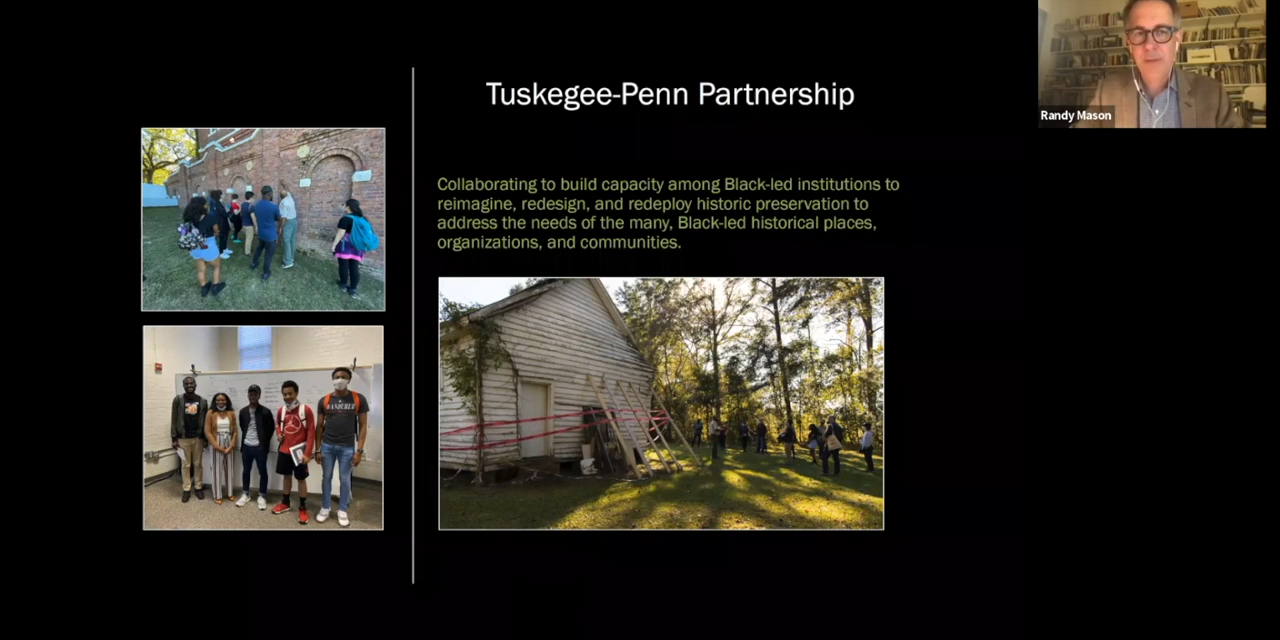 Tuskegee-Penn Partnership
Randy Mason
Collaborating to build capacity among Black-led institutions to
reimagine, redesign, and redeploy historic preservation to
address the needs of the many, Black-led historical places,
organizations, and communities.